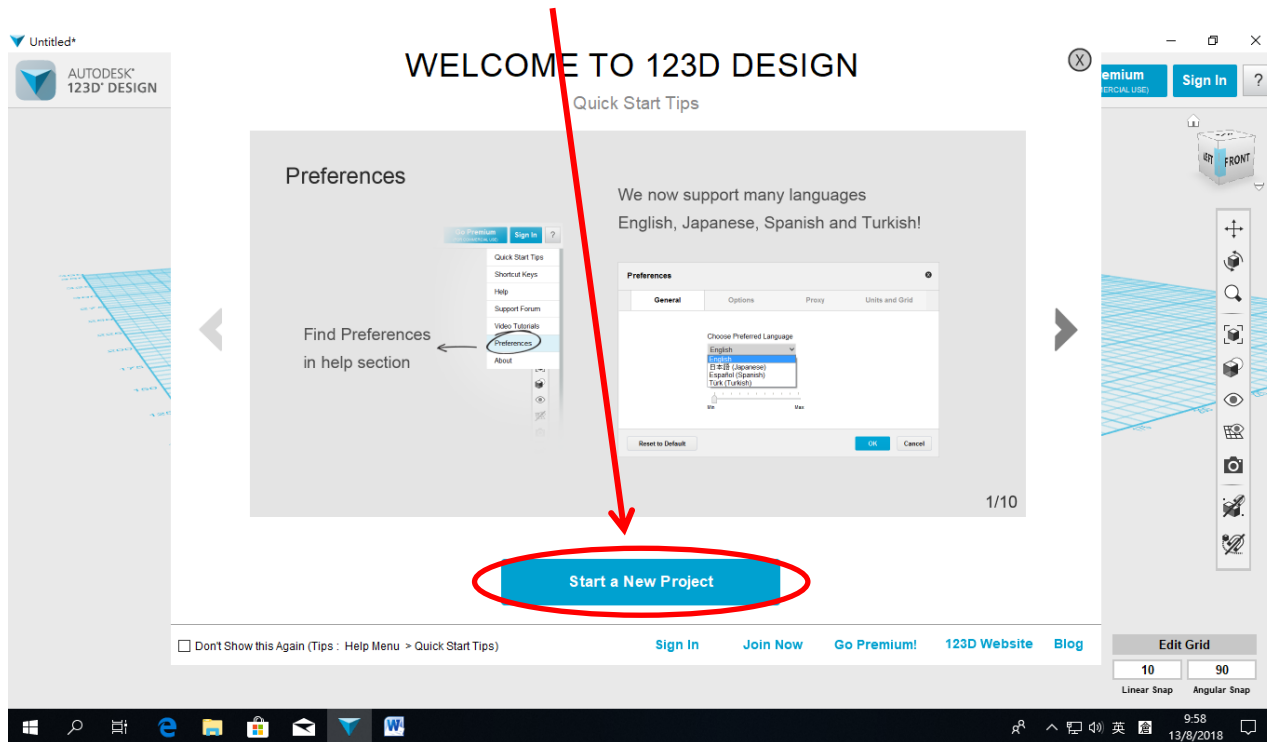 Untitled*
AUTODESK®
123D® DESIGN
WELCOME TO 123D DESIGN
Quick Start Tips
X
Sign In
?
Preferences
We now support many languages
English, Japanese, Spanish and Turkish!
Go Premium
Sign In
?
Quick Start Tips
Shortcut Keys
Help
Support Forum
Video Tutorials
Preferences
About
Find Preferences
in help section
Preferences
General
Options
Proxy
Units and Grid
Choose Preferred Language
English
English
日本語 (Japanese)
Español (Spanish)
Türk (Turkish)
Min
Max
Reset to Default
OK
Cancel
1/10
Start a New Project
Don't Show this Again (Tips : Help Menu > Quick Start Tips)
Sign In
Join Now
Go Premium!
123D Website
Blog
FRONT
Edit Grid
10
90
Linear Snap
Angular Snap
英
9:58
13/8/2018